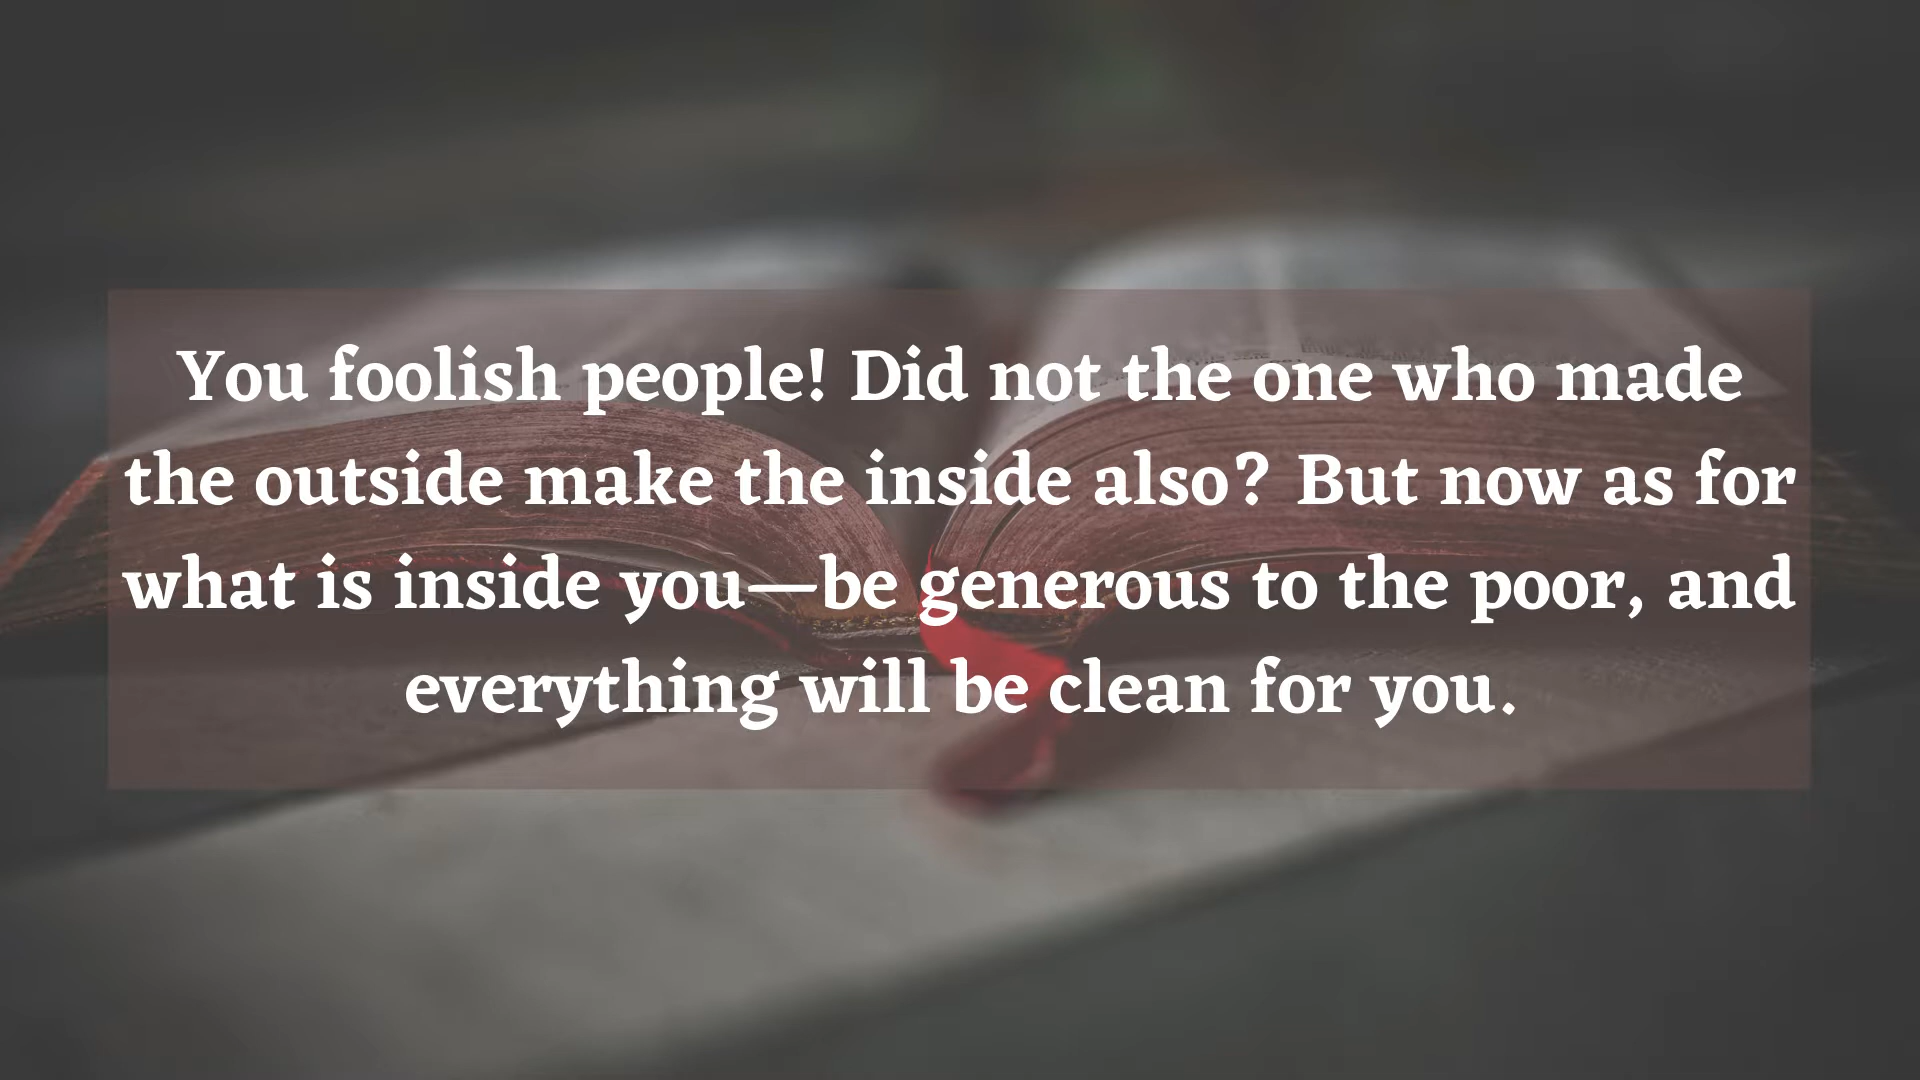 You foolish people! Did not the one who made
the outside make the inside also? But now as for
what is inside you—be generous to the poor, and
everything will be clean for you.